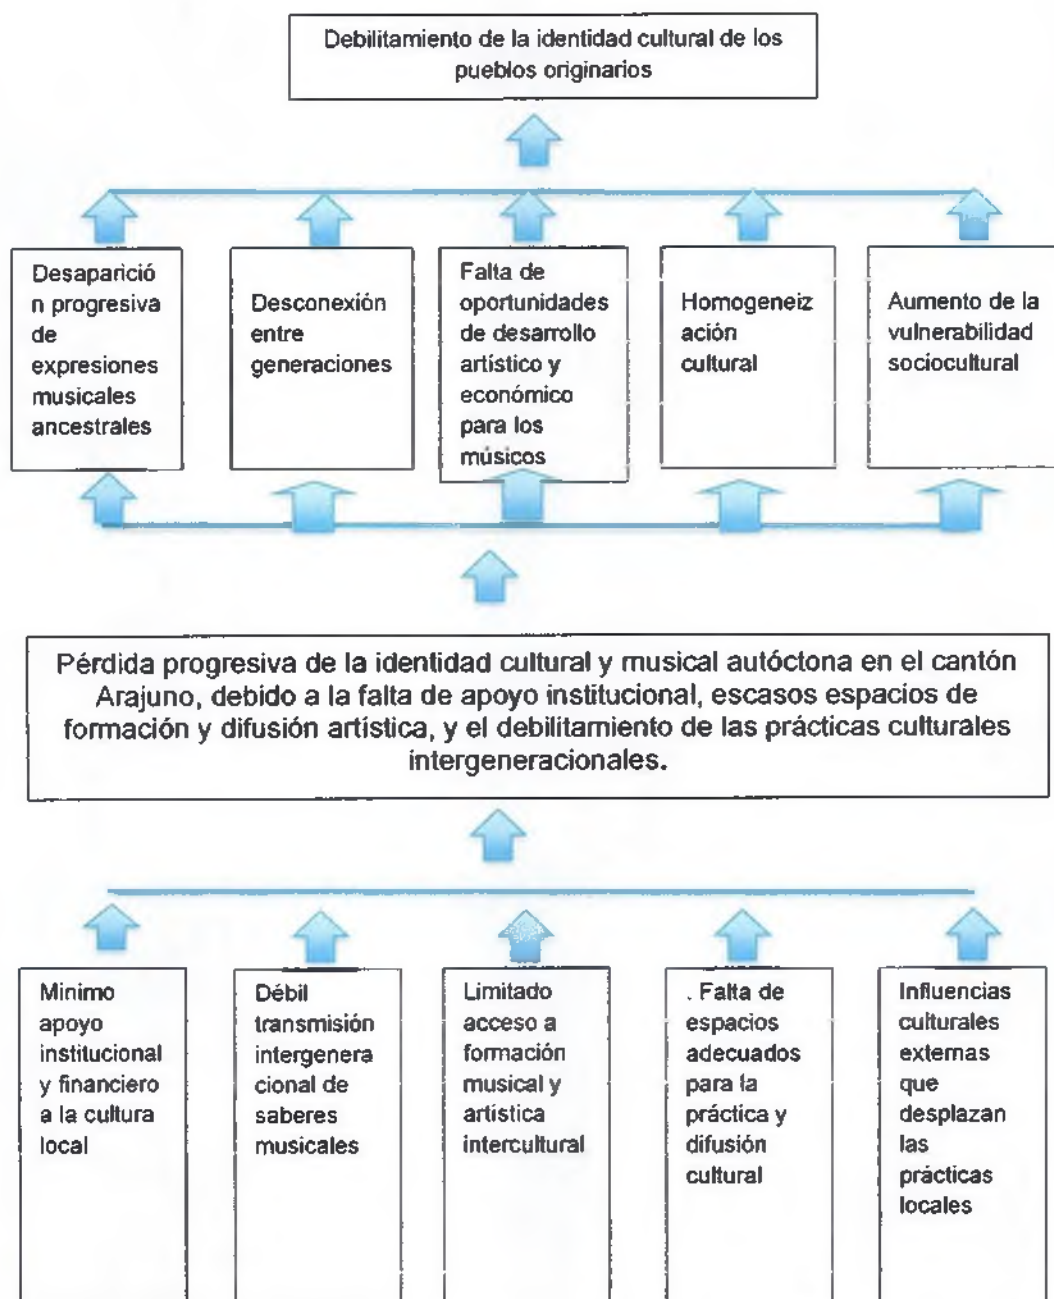 Debilitamiento de la identidad cultural de los
pueblos originarios
Desaparició
n progresiva
de
expresiones
musicales
ancestrales
Desconexión
entre
generaciones
Falta de
oportunidades
de desarrollo
artístico y
económico
para los
músicos
Homogeneiz
ación
cultural
Aumento de la
vulnerabilidad
sociocultural
Pérdida progresiva de la identidad cultural y musical autóctona en el cantón
Arajuno, debido a la falta de apoyo institucional, escasos espacios de
formación y difusión artística, y el debilitamiento de las prácticas culturales
intergeneracionales.
Minimo
apoyo
institucional
y financiero
a la cultura
local
Débil
transmisión
intergenera
cional de
saberes
musicales
Limitado
acceso a
formación
musical y
artística
intercultural
. Falta de
espacios
adecuados
para la
práctica y
difusión
cultural
Influencias
culturales
externas
que
desplazan
las
prácticas
locales